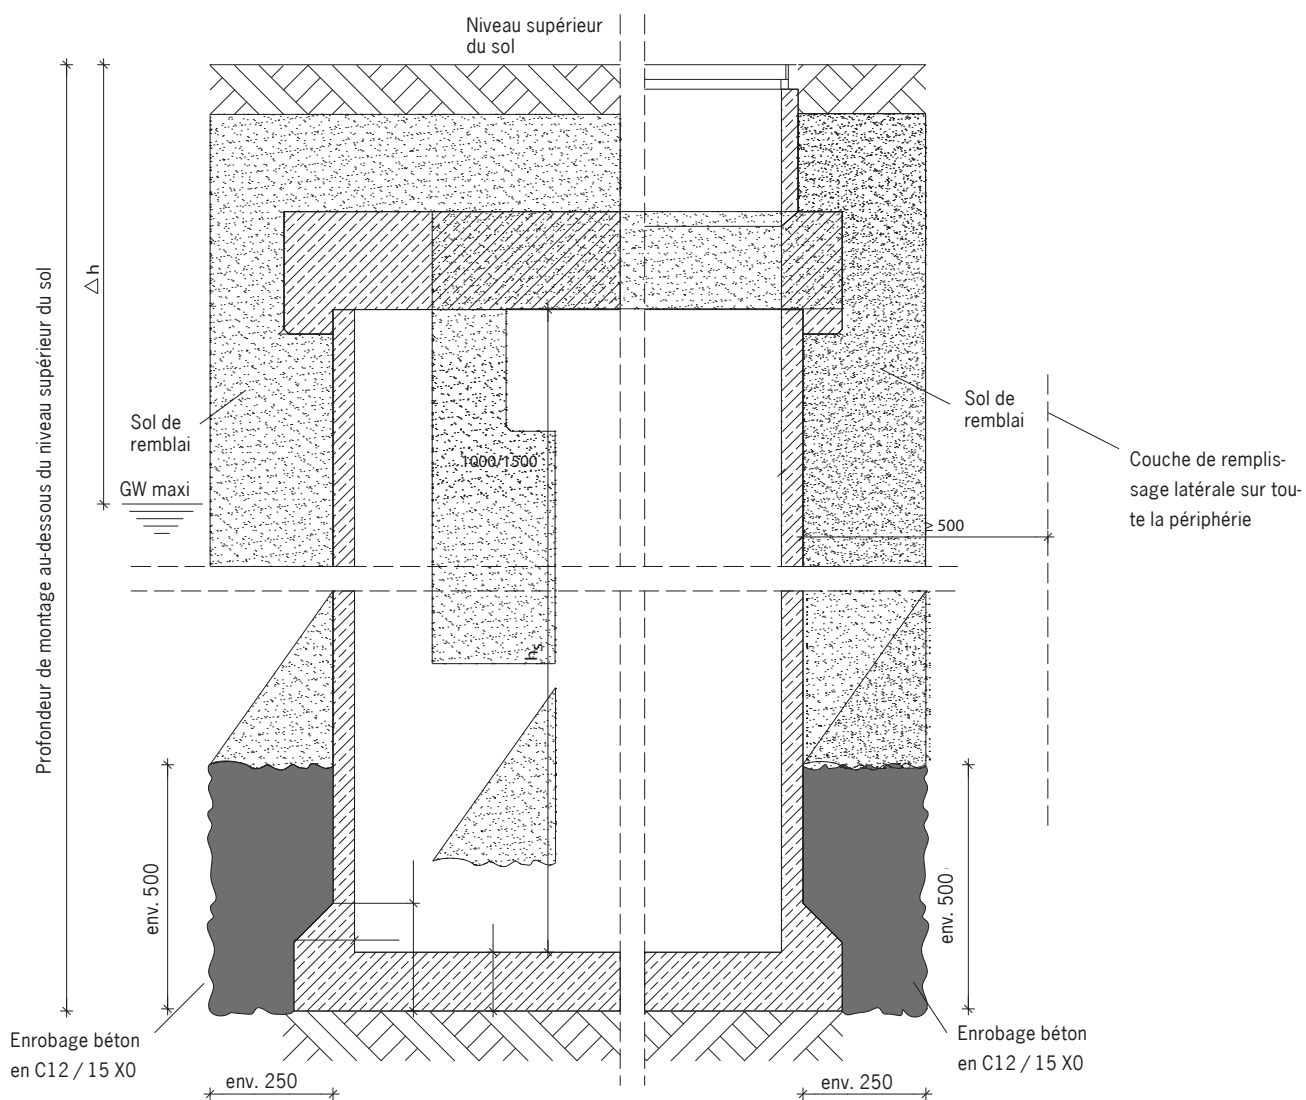 Niveau supérieur
du sol
Profondeur de montage au-dessous du niveau supérieur du sol
△h
Sol de
remblai
GW maxi
1000/1500
Sol de
remblai
Couche de remplis-
sage latérale sur tou-
te la périphérie
≥ 500
hs
env. 500
env. 500
Enrobage béton
en C12 / 15 X0
Enrobage béton
en C12 / 15 X0
env. 250
env. 250